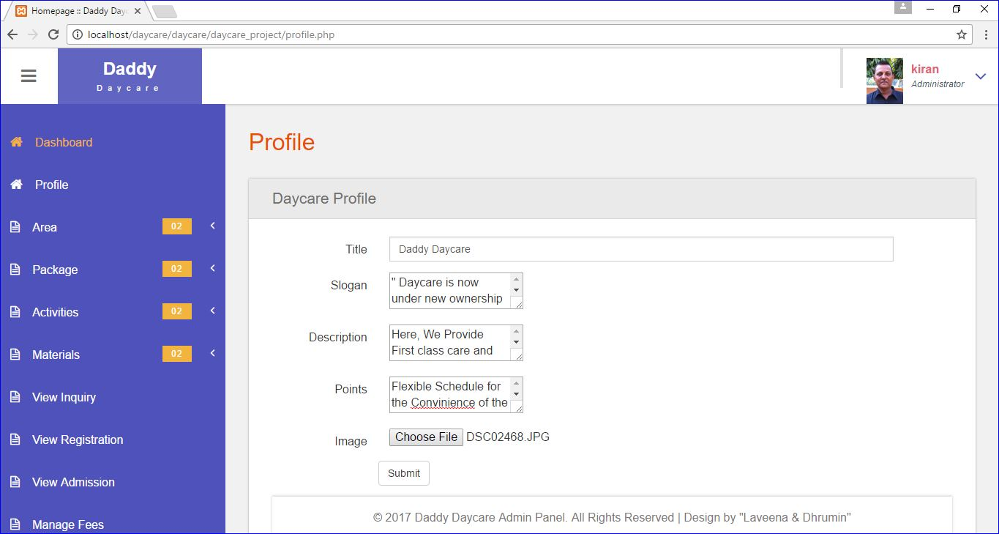 Homepage :: Daddy Dayc
localhost/daycare/daycare/daycare_project/profile.php
Daddy
Daycare
kiran
Administrator
Dashboard
Profile
Area 02
Package 02
Activities 02
Materials 02
View Inquiry
View Registration
View Admission
Manage Fees
Profile
Daycare Profile
Title Daddy Daycare
Slogan " Daycare is now
under new ownership
Description Here, We Provide
First class care and
Points Flexible Schedule for
the Convinience of the
Image Choose File DSC02468.JPG
Submit
© 2017 Daddy Daycare Admin Panel. All Rights Reserved | Design by "Laveena & Dhrumin"